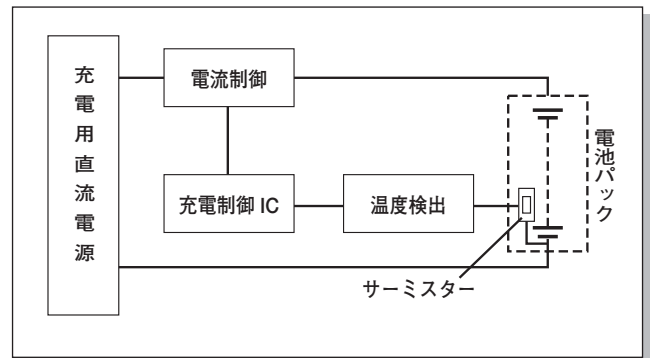 充電用直流電源
電流制御
充電制御 IC
温度検出
電池パック
サーミスター